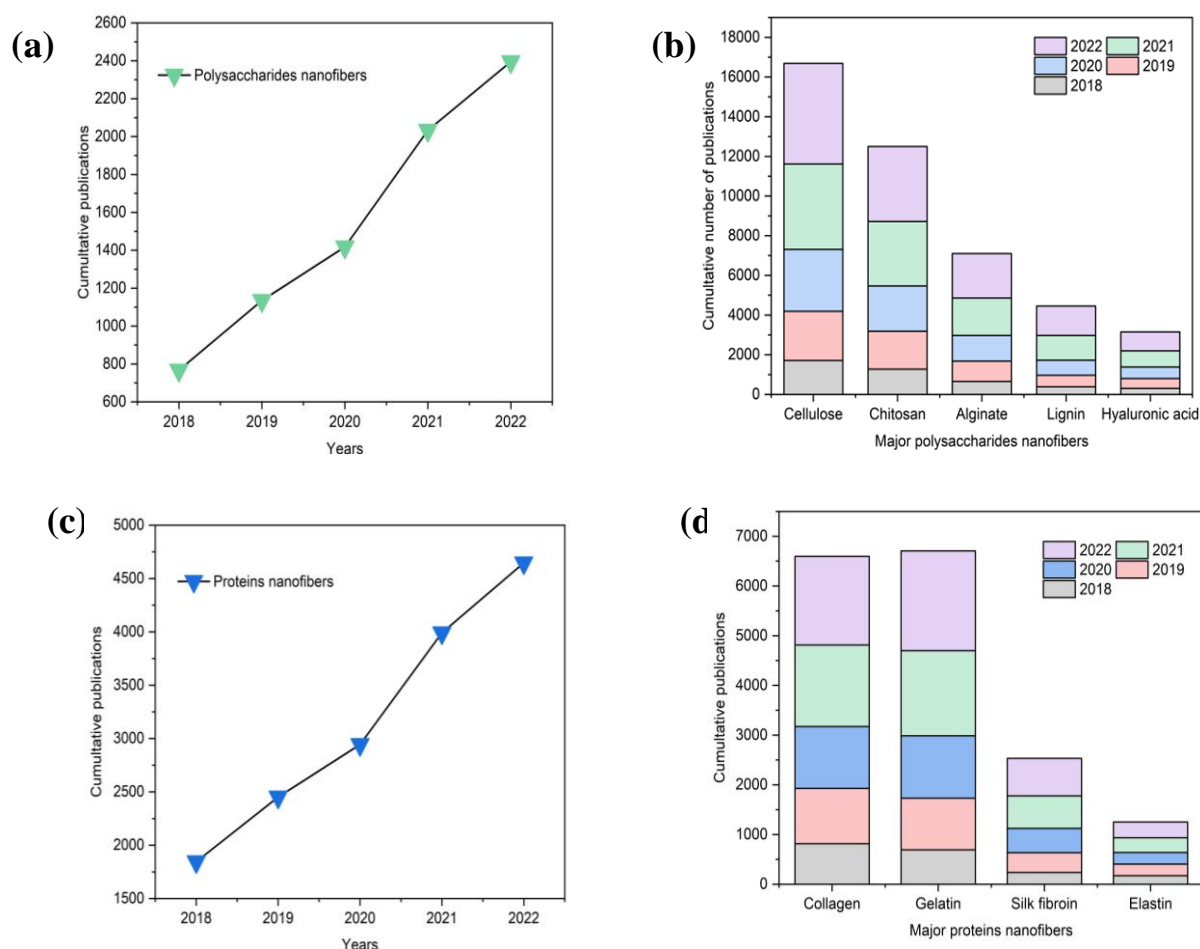 (a)
Cumultative publications
2600
2400
2200
2000
1800
1600
1400
1200
1000
800
600
Polysaccharides nanofibers
2018 2019 2020 2021 2022
Years
(b)
Cumultative number of publications
18000
16000
14000
12000
10000
8000
6000
4000
2000
0
2022 2021
2020 2019
2018
Cellulose Chitosan Alginate Lignin Hyaluronic acid
Major polysaccharides nanofibers
(c)
Cumultative publications
5000
4500
4000
3500
3000
2500
2000
1500
Proteins nanofibers
2018 2019 2020 2021 2022
Years
(d
Cumultative publications
7000
6000
5000
4000
3000
2000
1000
0
2022 2021
2020 2019
2018
Collagen Gelatin Silk fibroin Elastin
Major proteins nanofibers